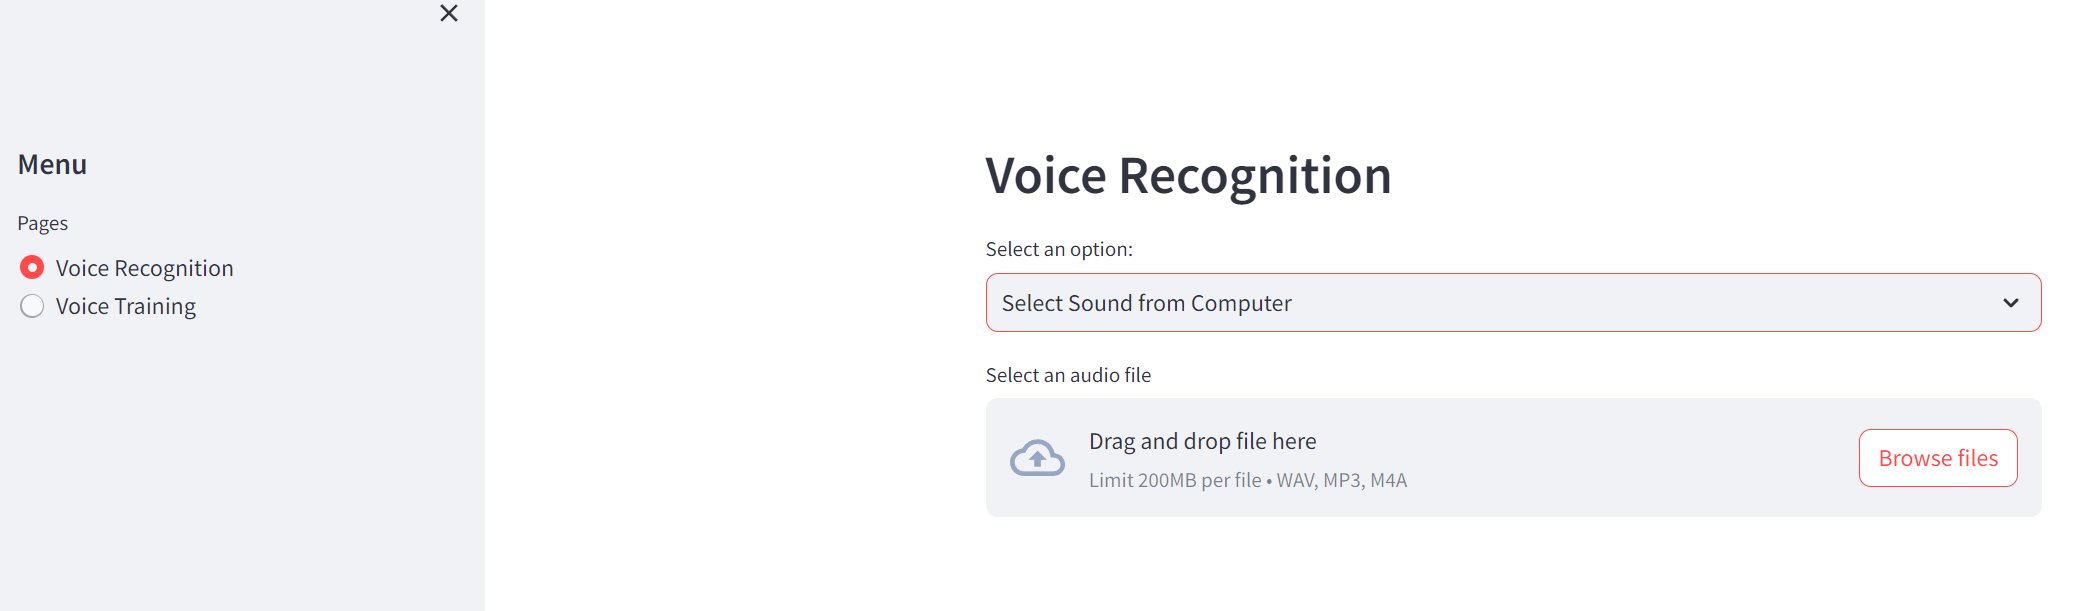 Menu
Pages
Voice Recognition
Voice Training
Voice Recognition
Select an option:
Select Sound from Computer
Select an audio file
Drag and drop file here
Limit 200MB per file • WAV, MP3, M4A
Browse files